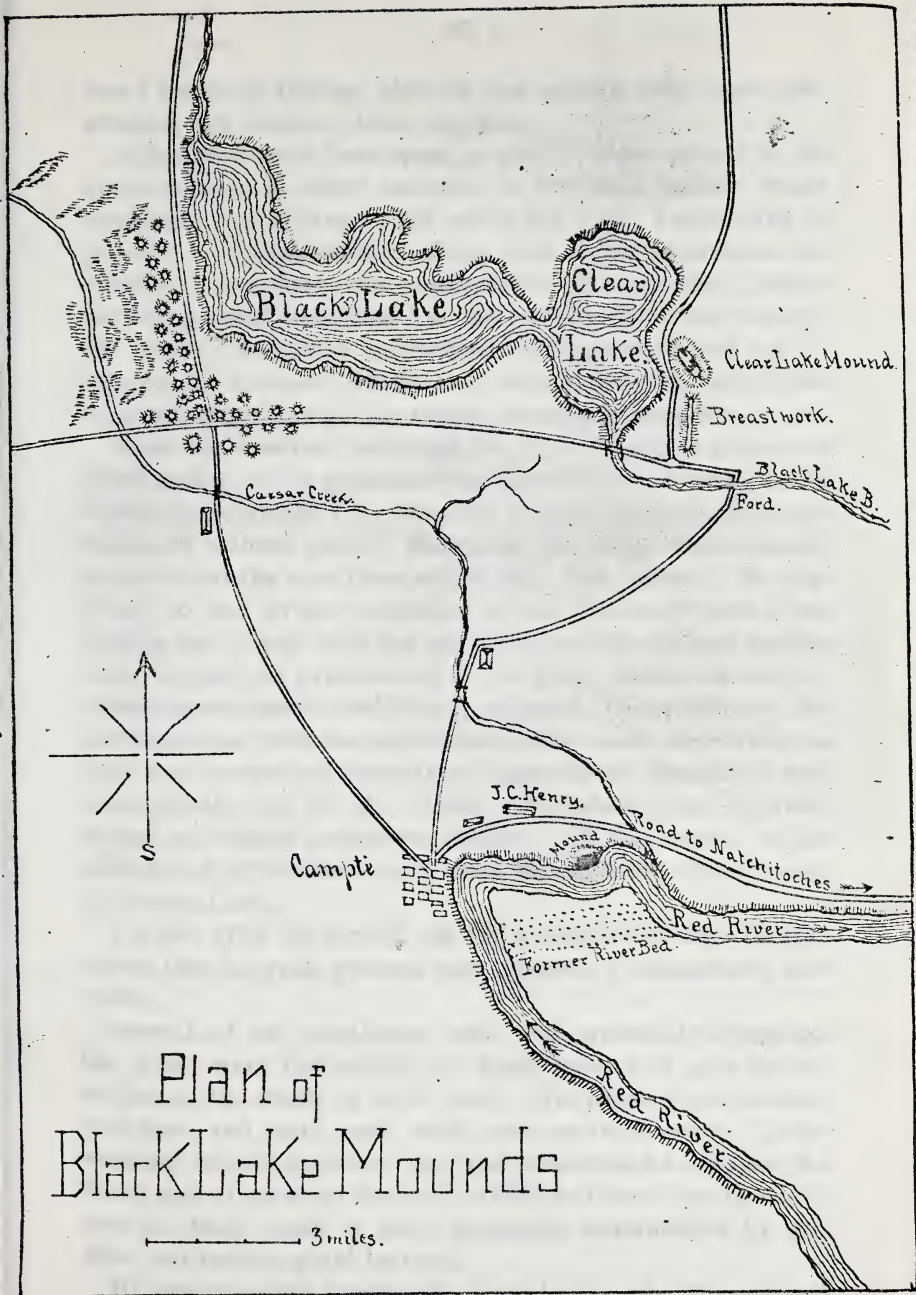 Black Lake
Clear
Lake.
Clear Lake Mound.
Breastwork.
Black Lake B.
Ford.
Caesar Creek.
S
J.C. Henry.
Mound
Road to Natchitoches
Campté
Red River
Former River Bed.
Red River
Plan of
Black Lake Mounds
3 miles.